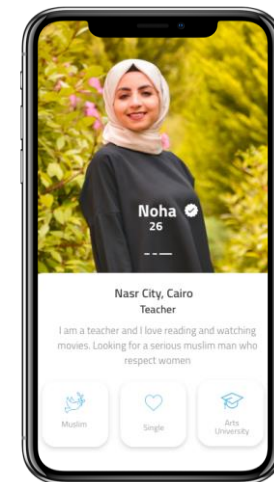 Noha
26
Nasr City, Cairo
Teacher
I am a teacher and I love reading and watching
movies. Looking for a serious muslim man who
respect women
Muslim
Single
Arts
University